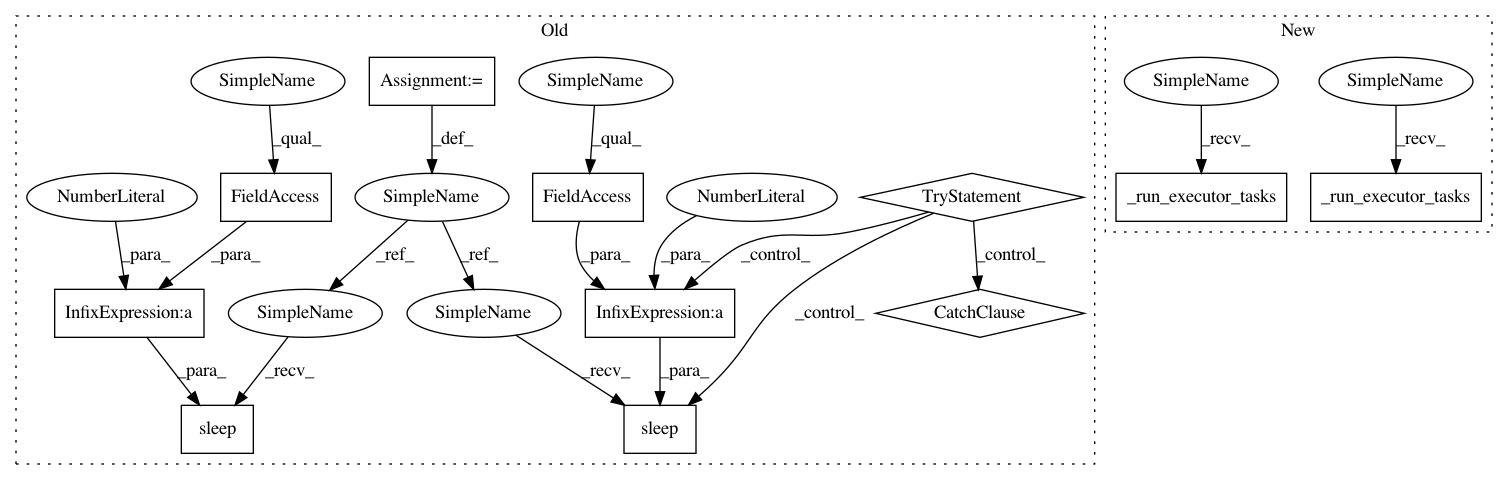 Old
New
SimpleName
Assignment:=
SimpleName
SimpleName
SimpleName
_qual_
_def_
_qual_
_recv_
_recv_
NumberLiteral
FieldAccess
SimpleName
FieldAccess
NumberLiteral
TryStatement
_run_executor_tasks
_run_executor_tasks
_para_
_para_
_ref_
_ref_
_para_
_para_
_control_
_control_
InfixExpression:a
SimpleName
SimpleName
InfixExpression:a
_control_
CatchClause
_para_
_recv_
_recv_
_para_
sleep
sleep